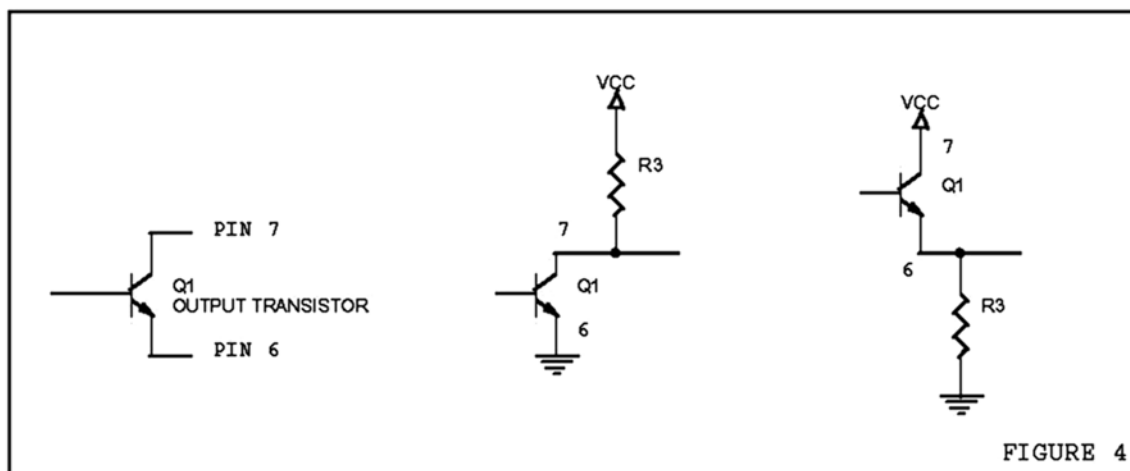 PIN 7
Q1
OUTPUT TRANSISTOR
PIN 6
VCC
R3
7
Q1
6
VCC
7
Q1
6
R3
FIGURE 4